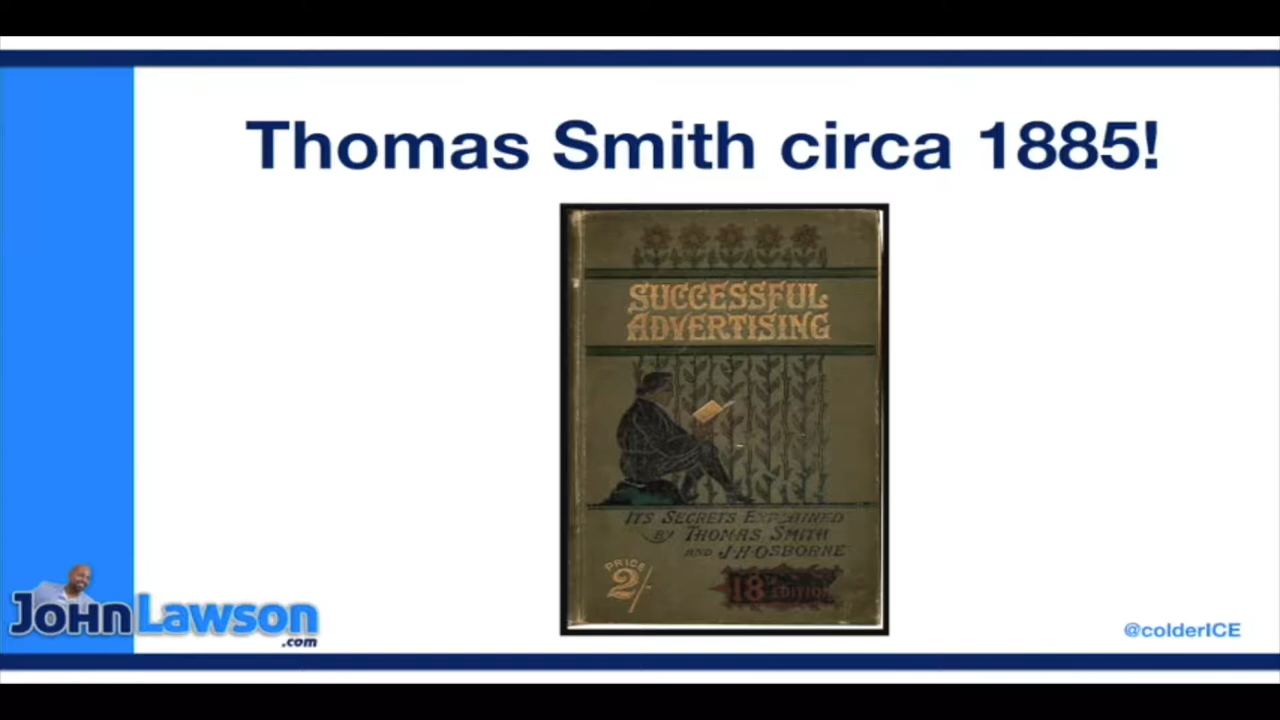 Thomas Smith circa 1885!
SUCCESSFUL
ADVERTISING
ITS SECRETS EXPLAINED
BY THOMAS SMITH
AND J.H.OSBORNE
PRICE
2/-
18TH EDITION
JohnLawson
.com
@colderICE